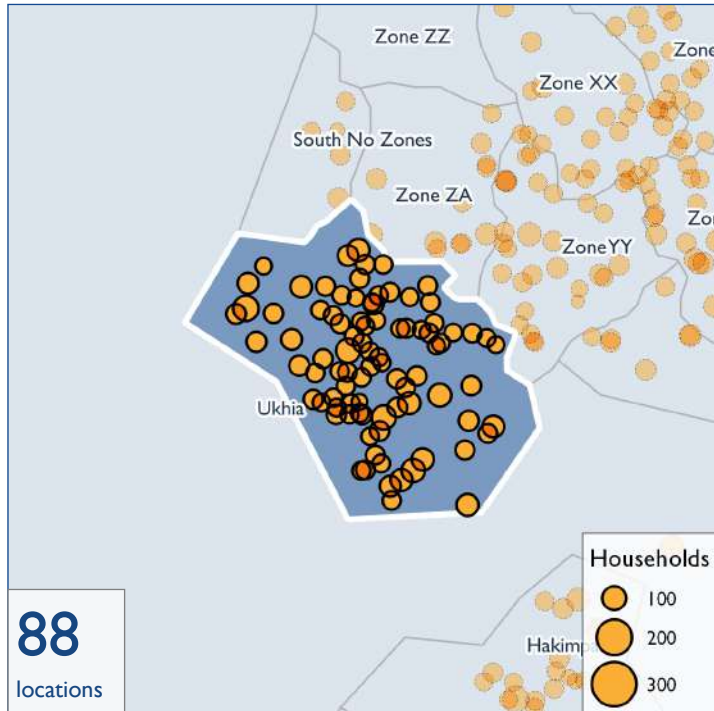 Zone ZZ
Zone
Zone XX
South No Zones
Zone ZA
Zone YY
Ukhia
Households
100
200
300
88
locations